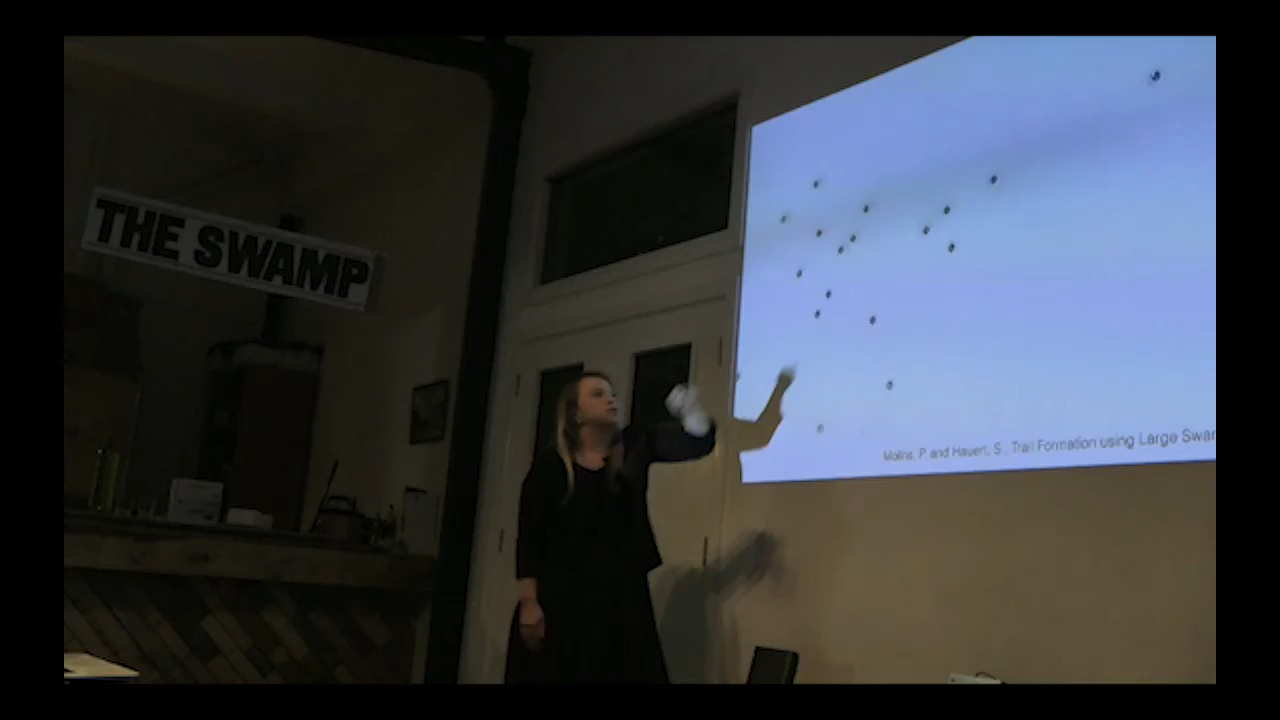 THE SWAMP
Molins, P and Hauert, S., Trail Formation using Large Swar